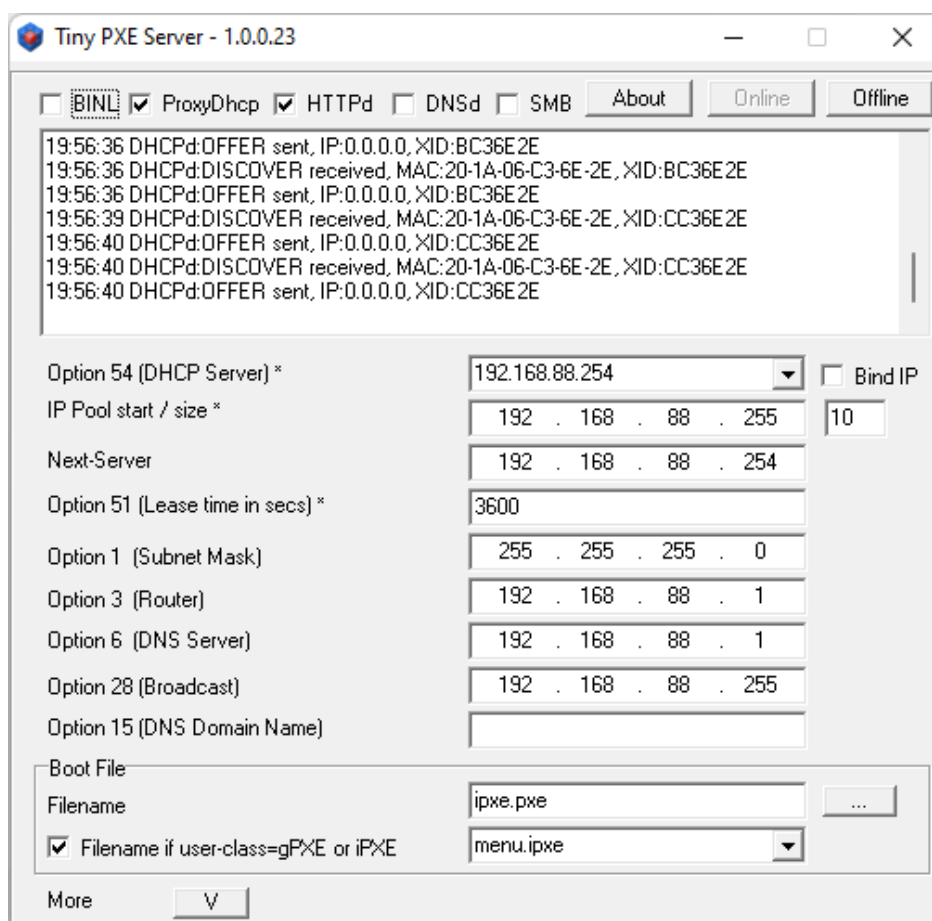 Tiny PXE Server - 1.0.0.23
BINL ProxyDhcp HTTPd DNSd SMB About Online Offline
19:56:36 DHCPd:OFFER sent, IP:0.0.0.0, XID:BC36E2E
19:56:36 DHCPd:DISCOVER received, MAC:20-1A-06-C3-6E-2E, XID:BC36E2E
19:56:36 DHCPd:OFFER sent, IP:0.0.0.0, XID:BC36E2E
19:56:39 DHCPd:DISCOVER received, MAC:20-1A-06-C3-6E-2E, XID:CC36E2E
19:56:40 DHCPd:OFFER sent, IP:0.0.0.0, XID:CC36E2E
19:56:40 DHCPd:DISCOVER received, MAC:20-1A-06-C3-6E-2E, XID:CC36E2E
19:56:40 DHCPd:OFFER sent, IP:0.0.0.0, XID:CC36E2E
Option 54 (DHCP Server) * 192.168.88.254 Bind IP
IP Pool start / size * 192 . 168 . 88 . 255 10
Next-Server 192 . 168 . 88 . 254
Option 51 (Lease time in secs) * 3600
Option 1 (Subnet Mask) 255 . 255 . 255 . 0
Option 3 (Router) 192 . 168 . 88 . 1
Option 6 (DNS Server) 192 . 168 . 88 . 1
Option 28 (Broadcast) 192 . 168 . 88 . 255
Option 15 (DNS Domain Name)
Boot File
Filename ipxe.pxe ...
Filename if user-class=gPXE or iPXE menu.ipxe
More V